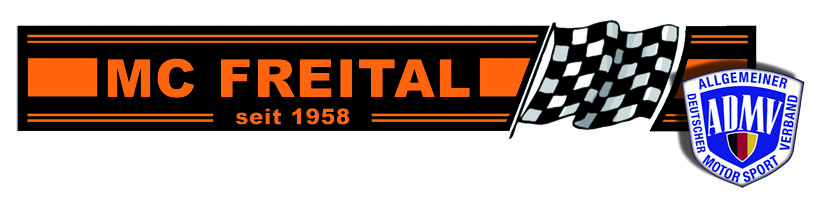 MC FREITAL
seit 1958
ALLGEMEINER
DEUTSCHER
ADMV
MOTOR SPORT
VERBAND